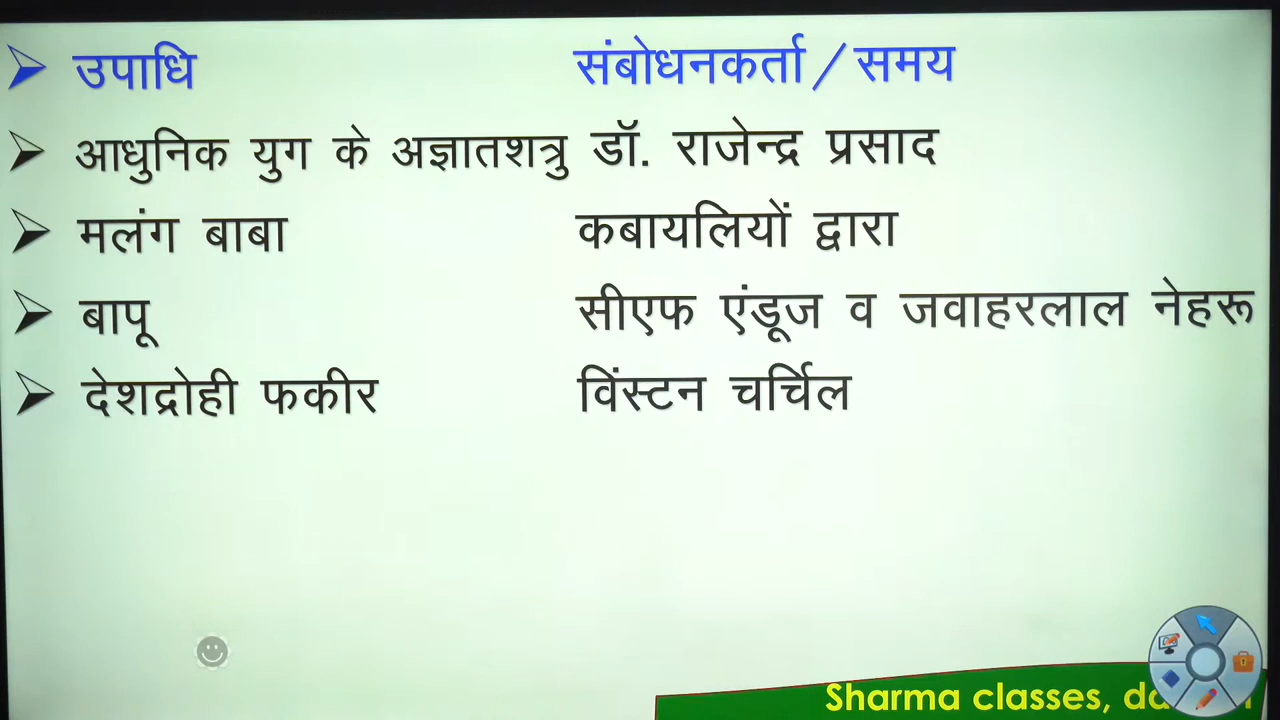 ➢ उपाधि संबोधनकर्ता/समय
➢ आधुनिक युग के अज्ञातशत्रु डॉ. राजेन्द्र प्रसाद
➢ मलंग बाबा कबायलियों द्वारा
➢ बापू सीएफ एंडूज व जवाहरलाल नेहरू
➢ देशद्रोही फकीर विंस्टन चर्चिल
Sharma classes,